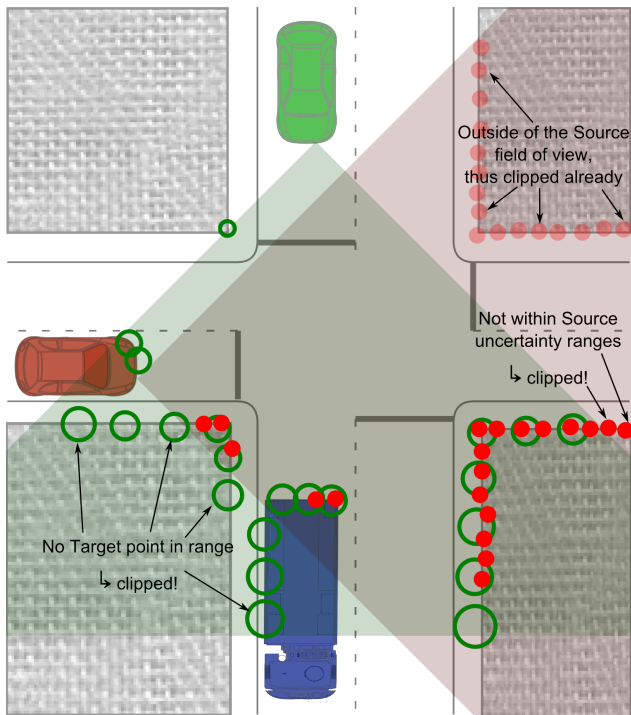 Outside of the Source
field of view,
thus clipped already
Not within Source
uncertainty ranges
↳ clipped!
No Target point in range
↳ clipped!